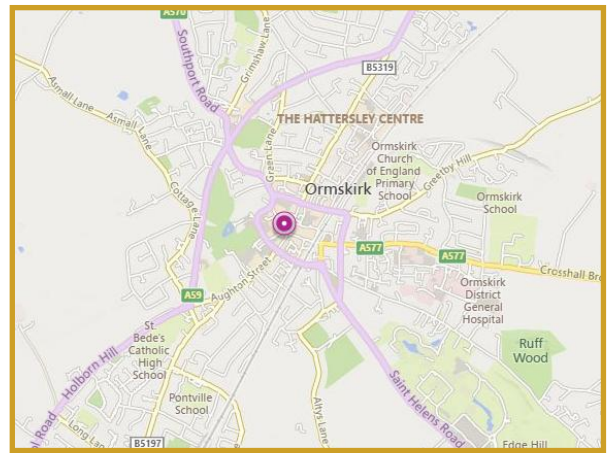 A570
Southport Road
Grimshaw Lane
B5319
Asmall Lane
Asmall Lane
THE HATTERSLEY CENTRE
Green Lane
Ormskirk
Church
of England
Primary
School
Greetby Hill
Cottage Lane
Ormskirk
Ormskirk
School
A577
A577
Crosshall Br
Aughton Street
A59
Ormskirk
District
General
Hospital
St
Bede's
Catholic
High
School
Holborn Hill
Ruff
Wood
Pontville
School
Altys Lane
Saint Helens Road
ol Road
Long Lane
B5197
Edge Hill